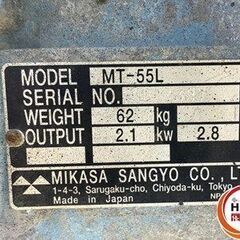 MODEL MT-55L
SERIAL NO.
WEIGHT 62 kg
OUTPUT 2.1 kw 2.8
MIKASA SANGYO CO., L
1-4-3, Sarugaku-cho, Chiyoda-ku, Tokyo
Made in Japan NP
H